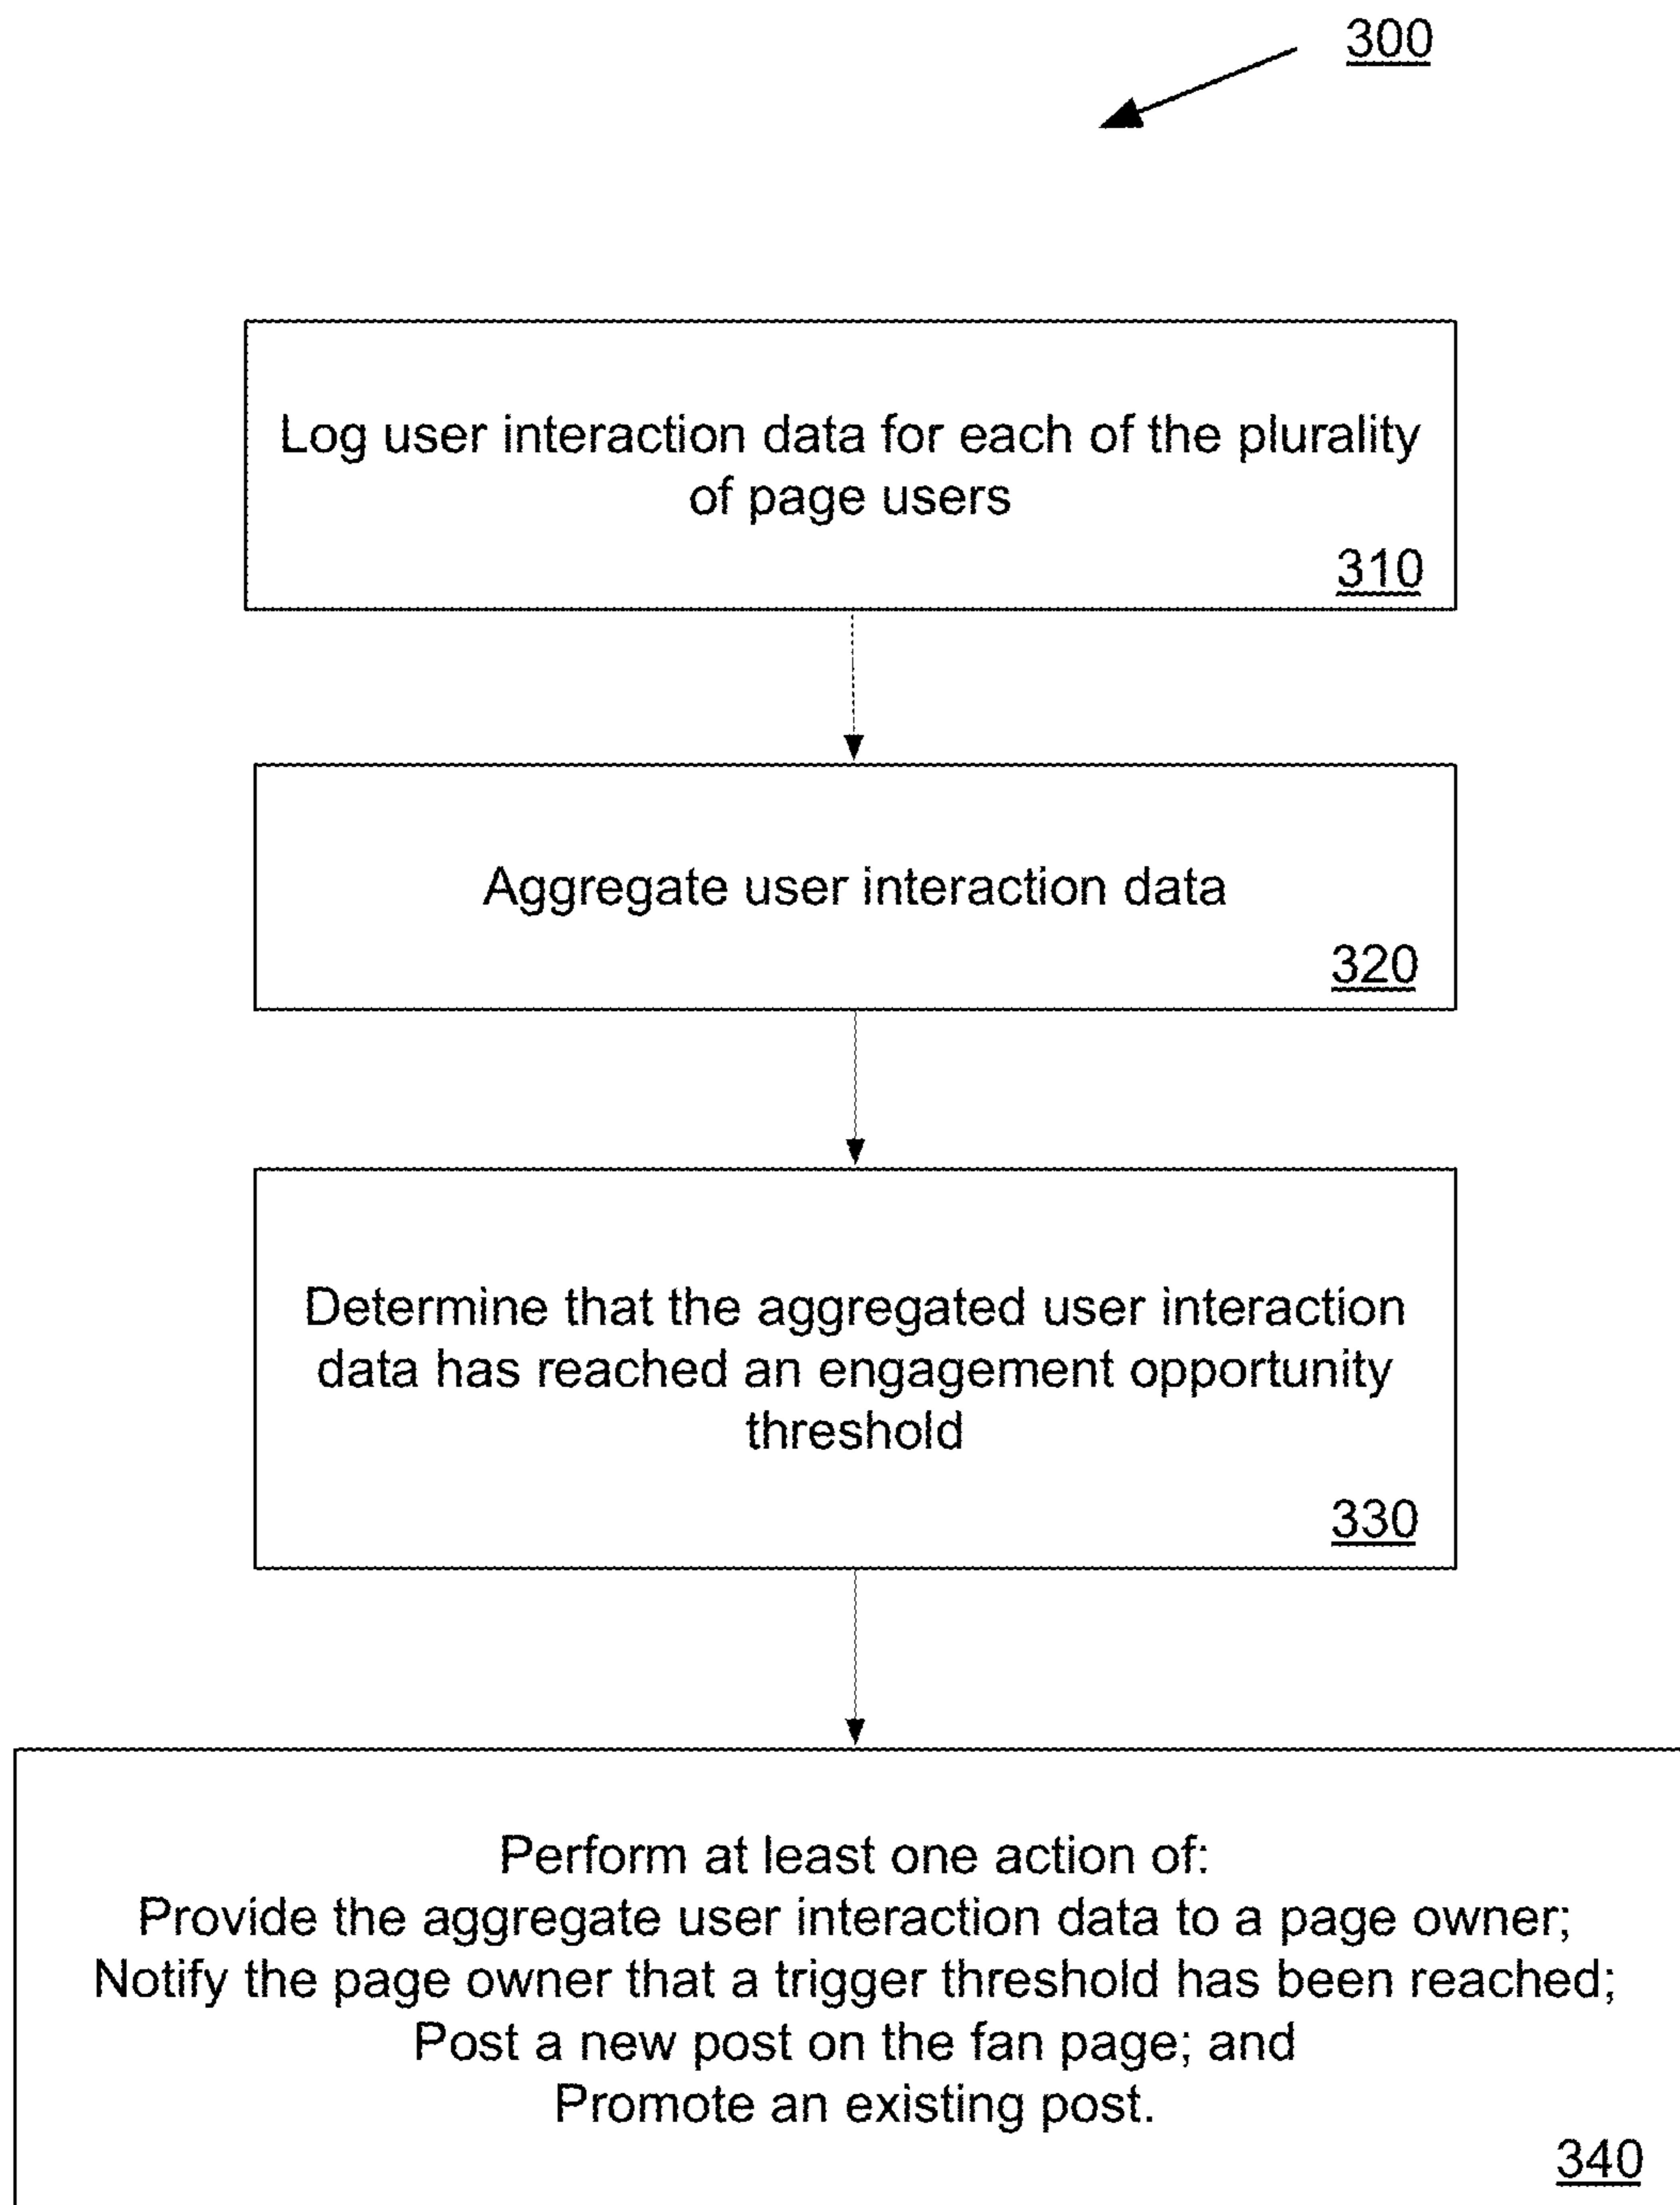 300
Log user interaction data for each of the plurality
of page users
310
Aggregate user interaction data
320
Determine that the aggregated user interaction
data has reached an engagement opportunity
threshold
330
Perform at least one action of:
Provide the aggregate user interaction data to a page owner;
Notify the page owner that a trigger threshold has been reached;
Post a new post on the fan page; and
Promote an existing post.
340